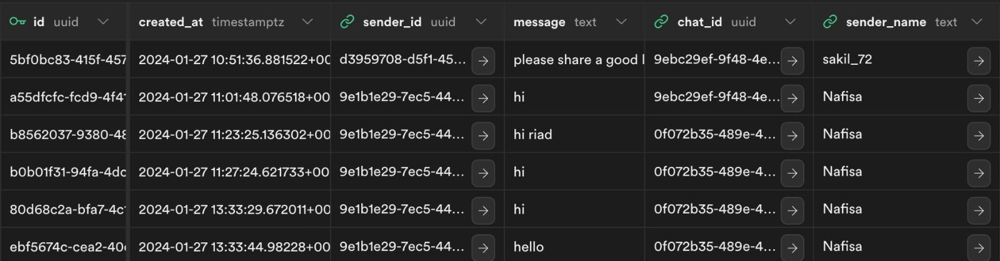 id uuid created_at timestamptz sender_id uuid message text chat_id uuid sender_name text
5bf0bc83-415f-457 2024-01-27 10:51:36.881522+00 d3959708-d5f1-45... please share a good l 9ebc29ef-9f48-4e... sakil_72
a55dfcfc-fcd9-4f41 2024-01-27 11:01:48.076518+00 9e1b1e29-7ec5-44... hi 9ebc29ef-9f48-4e... Nafisa
b8562037-9380-48 2024-01-27 11:23:25.136302+00 9e1b1e29-7ec5-44... hi riad 0f072b35-489e-4... Nafisa
b0b01f31-94fa-4dc 2024-01-27 11:27:24.621733+00 9e1b1e29-7ec5-44... hi 0f072b35-489e-4... Nafisa
80d68c2a-bfa7-4c1 2024-01-27 13:33:29.672011+00 9e1b1e29-7ec5-44... hi 0f072b35-489e-4... Nafisa
ebf5674c-cea2-40 2024-01-27 13:33:44.98228+00 9e1b1e29-7ec5-44... hello 0f072b35-489e-4... Nafisa